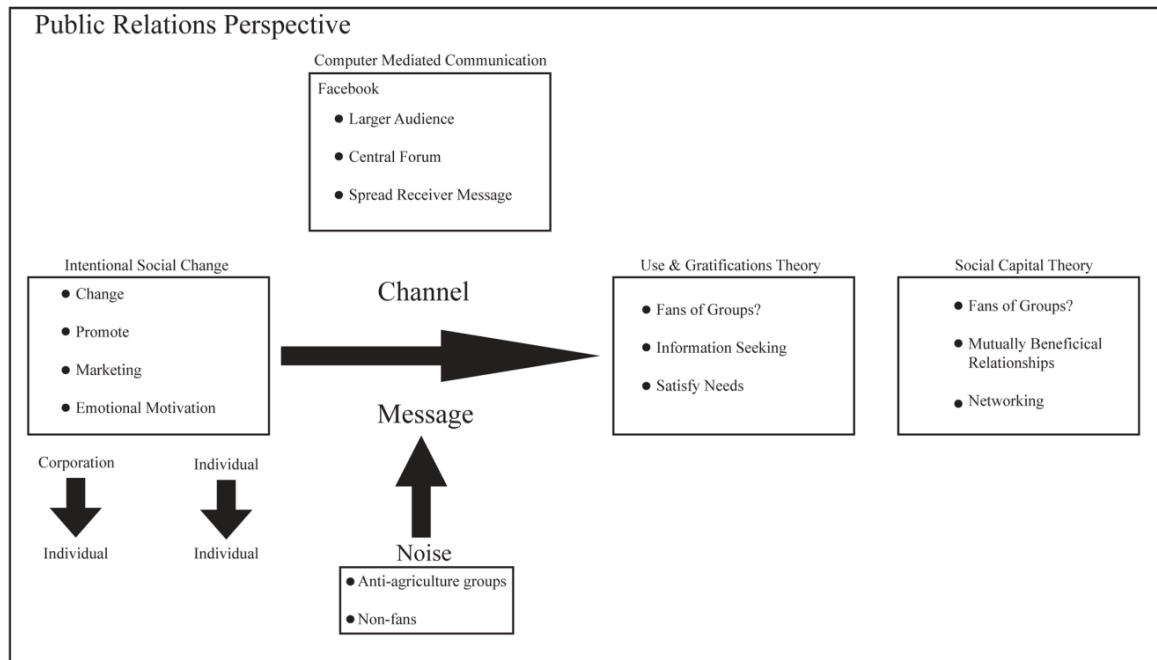 Public Relations Perspective
Computer Mediated Communication
Facebook
● Larger Audience
● Central Forum
● Spread Receiver Message
Intentional Social Change
● Change
● Promote
● Marketing
● Emotional Motivation
Channel
Message
Use & Gratifications Theory
● Fans of Groups?
● Information Seeking
● Satisfy Needs
Social Capital Theory
● Fans of Groups?
● Mutually Beneficical
Relationships
● Networking
Corporation
Individual
Individual
Individual
Noise
● Anti-agriculture groups
● Non-fans